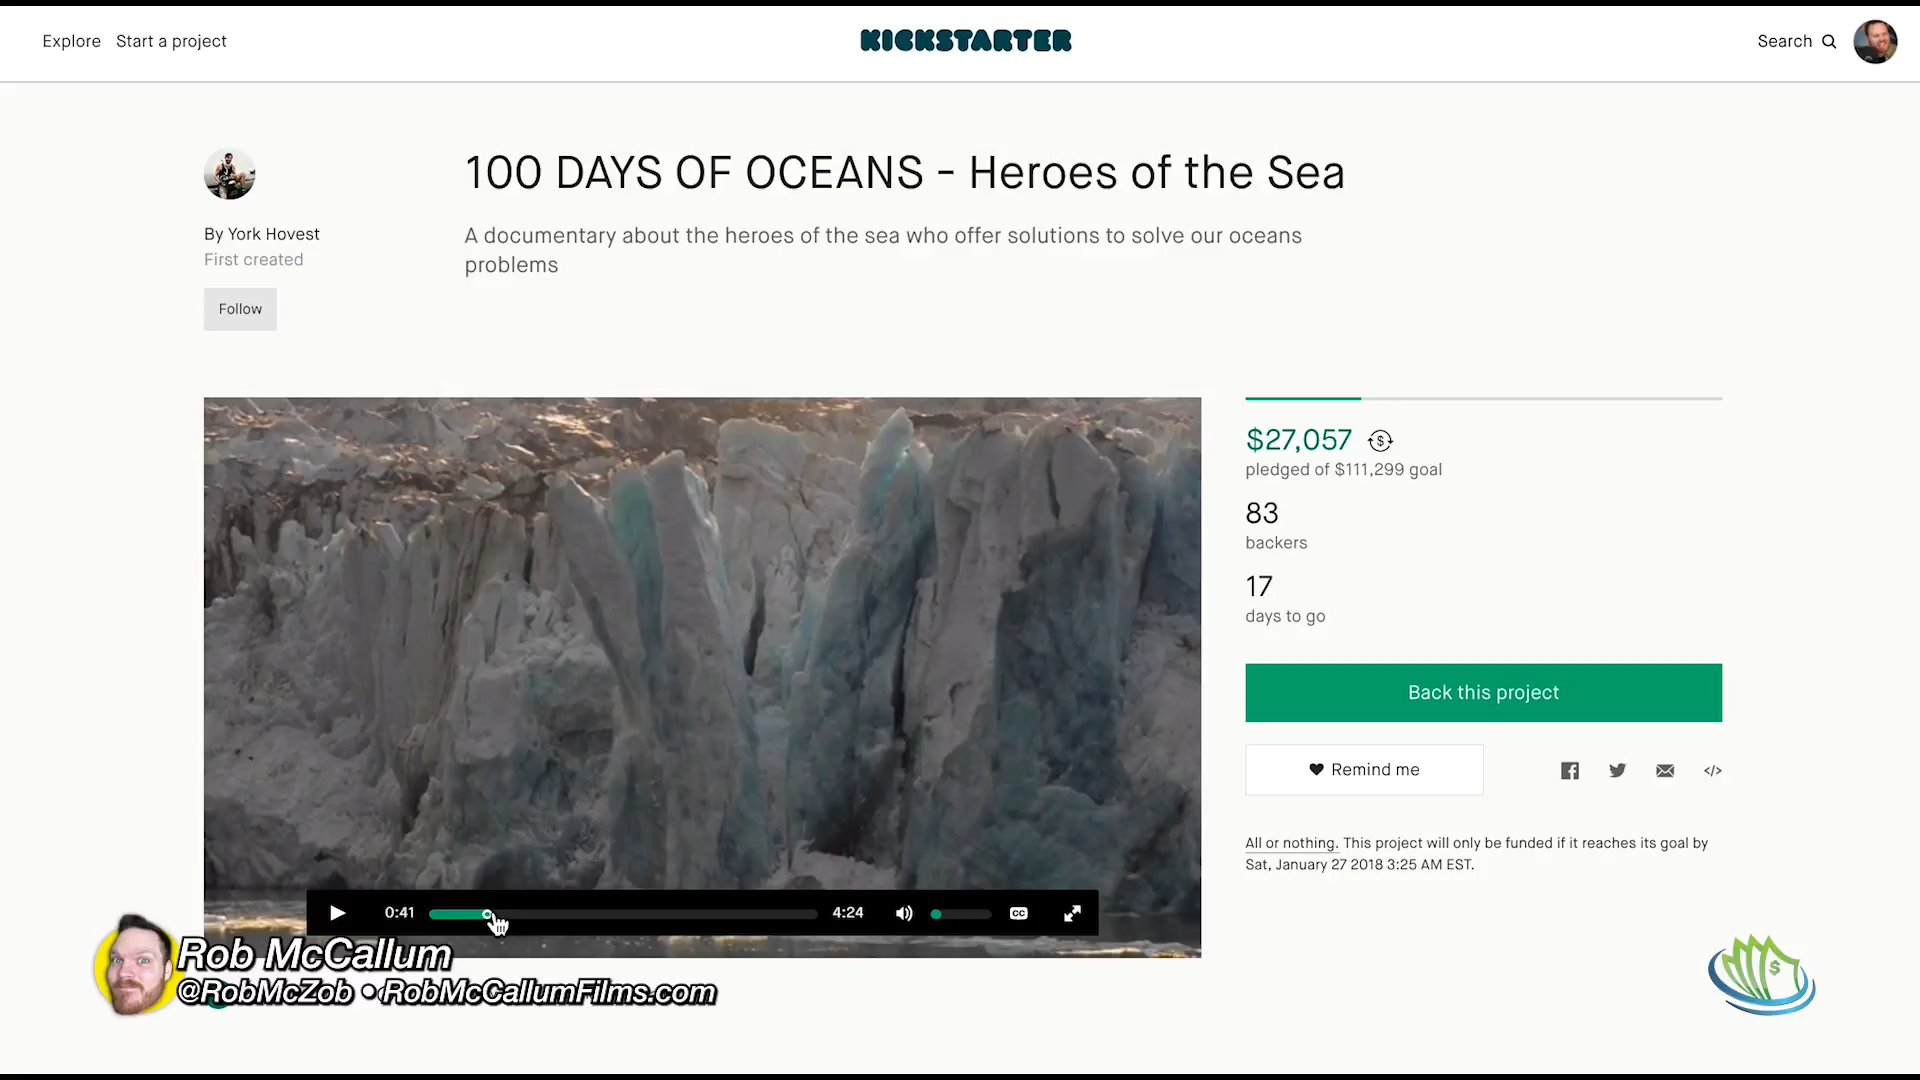 Explore
Start a project
KICKSTARTER
Search
100 DAYS OF OCEANS - Heroes of the Sea
A documentary about the heroes of the sea who offer solutions to solve our oceans
problems
By York Hovest
First created
Follow
$27,057
pledged of $111,299 goal
83
backers
17
days to go
Back this project
Remind me
All or nothing. This project will only be funded if it reaches its goal by
Sat, January 27 2018 3:25 AM EST.
0:41
4:24
CC
Rob McCallum
@RobMcZob • RobMcCallumFilms.com
$